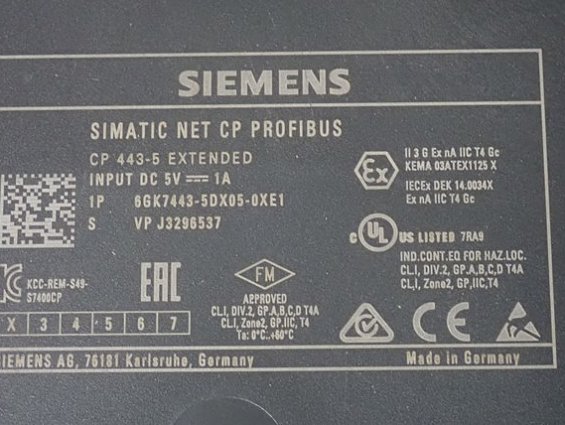 SIEMENS
SIMATIC NET CP PROFIBUS
CP 443-5 EXTENDED
INPUT DC 5V 1A
1P 6GK7443-5DX05-0XE1
S VP J3296537
Ex
II 3 G Ex nA IIC T4 Gc
KEMA 03ATEX1125 X
IECEx DEK 14.0034X
Ex nA IIC T4 Gc
C UL US LISTED 7RA9
IND.CONT.EQ FOR HAZ.LOC.
CL.I, DIV.2, GP.A,B,C,D T4A
CL.I, Zone2, GP.IIC, T4
KCC-REM-S49-
S7400CP
EAC
FM
APPROVED
CL.I, DIV.2, GP.A,B,C,D T4A
CL.I, Zone2, GP.IIC, T4
Ta: 0°C..+60°C
X 3 4 5 6 7
CE
SIEMENS AG, 76181 Karlsruhe, Germany
Made in Germany